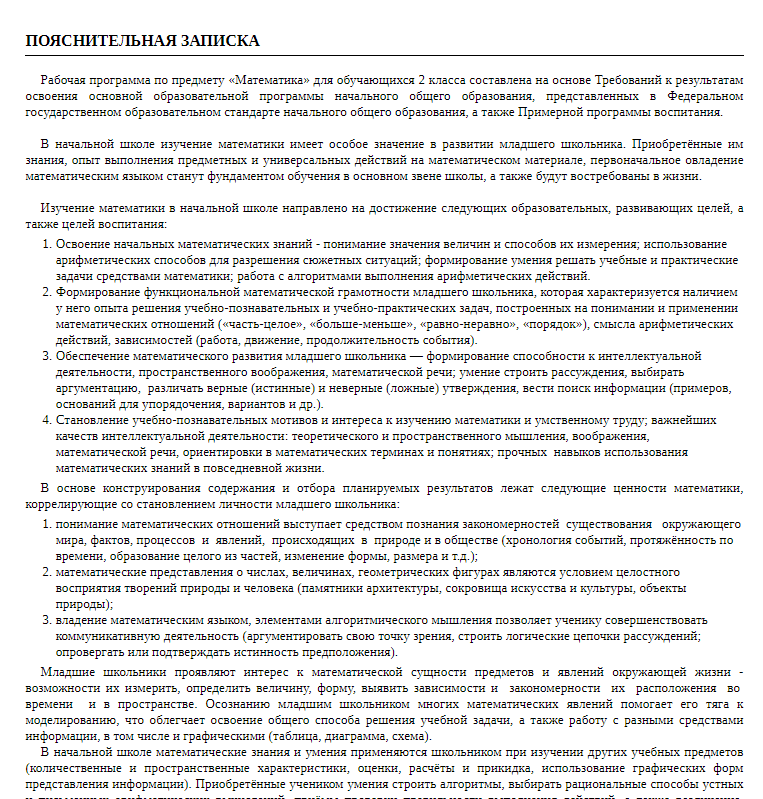 ПОЯСНИТЕЛЬНАЯ ЗАПИСКА
Рабочая программа по предмету «Математика» для обучающихся 2 класса составлена на основе Требований к результатам
освоения основной образовательной программы начального общего образования, представленных в Федеральном
государственном образовательном стандарте начального общего образования, а также Примерной программы воспитания.
В начальной школе изучение математики имеет особое значение в развитии младшего школьника. Приобретённые им
знания, опыт выполнения предметных и универсальных действий на математическом материале, первоначальное овладение
математическим языком станут фундаментом обучения в основном звене школы, а также будут востребованы в жизни.
Изучение математики в начальной школе направлено на достижение следующих образовательных, развивающих целей, а
также целей воспитания:
1. Освоение начальных математических знаний - понимание значения величин и способов их измерения; использование
арифметических способов для разрешения сюжетных ситуаций; формирование умения решать учебные и практические
задачи средствами математики; работа с алгоритмами выполнения арифметических действий.
2. Формирование функциональной математической грамотности младшего школьника, которая характеризуется наличием
у него опыта решения учебно-познавательных и учебно-практических задач, построенных на понимании и применении
математических отношений («часть-целое», «больше-меньше», «равно-неравно», «порядок»), смысла арифметических
действий, зависимостей (работа, движение, продолжительность события).
3. Обеспечение математического развития младшего школьника — формирование способности к интеллектуальной
деятельности, пространственного воображения, математической речи; умение строить рассуждения, выбирать
аргументацию, различать верные (истинные) и неверные (ложные) утверждения, вести поиск информации (примеров,
оснований для упорядочения, вариантов и др.).
4. Становление учебно-познавательных мотивов и интереса к изучению математики и умственному труду; важнейших
качеств интеллектуальной деятельности: теоретического и пространственного мышления, воображения,
математической речи, ориентировки в математических терминах и понятиях; прочных навыков использования
математических знаний в повседневной жизни.
В основе конструирования содержания и отбора планируемых результатов лежат следующие ценности математики,
коррелирующие со становлением личности младшего школьника:
1. понимание математических отношений выступает средством познания закономерностей существования окружающего
мира, фактов, процессов и явлений, происходящих в природе и в обществе (хронология событий, протяжённость по
времени, образование целого из частей, изменение формы, размера и т.д.);
2. математические представления о числах, величинах, геометрических фигурах являются условием целостного
восприятия творений природы и человека (памятники архитектуры, сокровища искусства и культуры, объекты
природы);
3. владение математическим языком, элементами алгоритмического мышления позволяет ученику совершенствовать
коммуникативную деятельность (аргументировать свою точку зрения, строить логические цепочки рассуждений;
опровергать или подтверждать истинность предположения).
Младшие школьники проявляют интерес к математической сущности предметов и явлений окружающей жизни -
возможности их измерить, определить величину, форму, выявить зависимости и закономерности их расположения во
времени и в пространстве. Осознанию младшим школьником многих математических явлений помогает его тяга к
моделированию, что облегчает освоение общего способа решения учебной задачи, а также работу с разными средствами
информации, в том числе и графическими (таблица, диаграмма, схема).
В начальной школе математические знания и умения применяются школьником при изучении других учебных предметов
(количественные и пространственные характеристики, оценки, расчёты и прикидка, использование графических форм
представления информации). Приобретённые учеником умения строить алгоритмы, выбирать рациональные способы устных